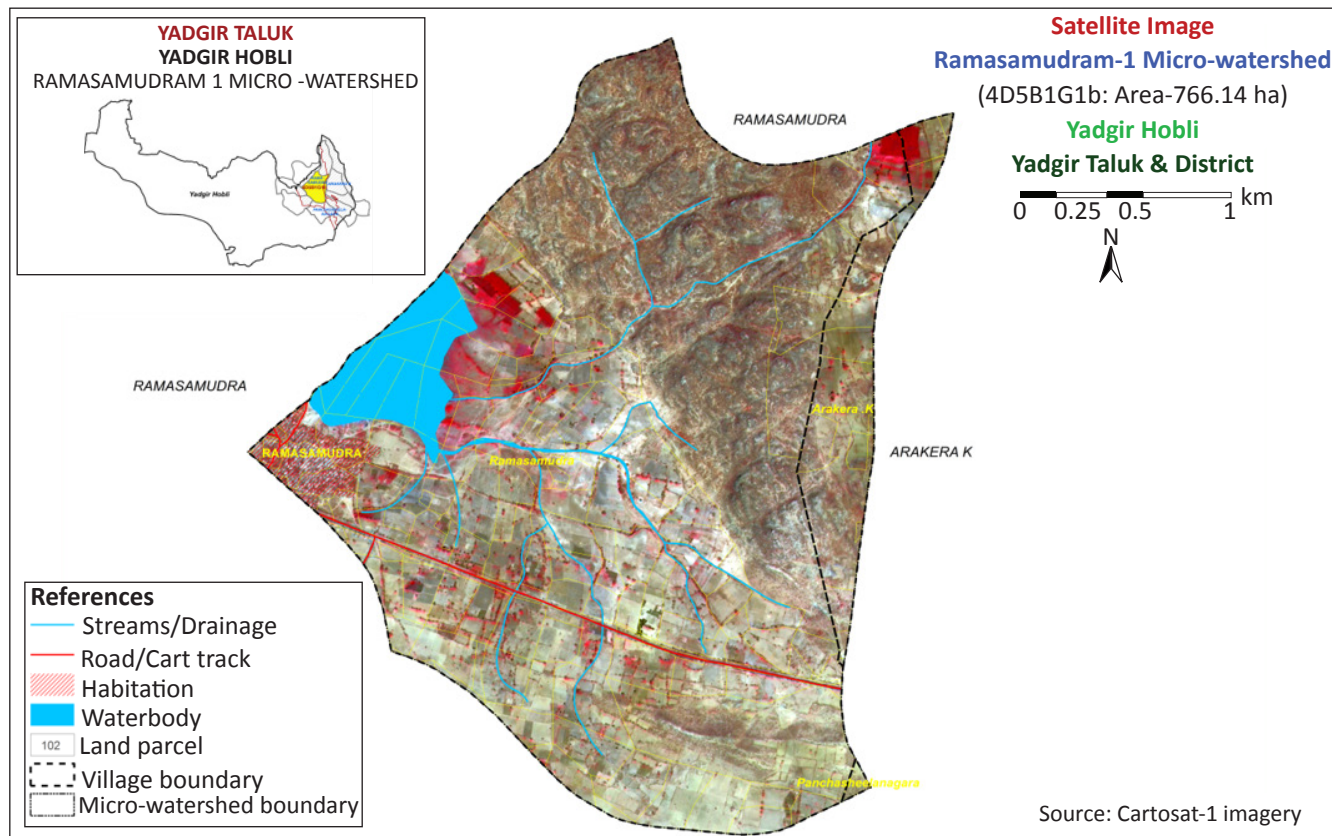 YADGIR TALUK
YADGIR HOBLI
RAMASAMUDRAM 1 MICRO -WATERSHED
Yadgir Hobli
Satellite Image
Ramasamudram-1 Micro-watershed
(4D5B1G1b: Area-766.14 ha)
Yadgir Hobli
Yadgir Taluk & District
0 0.25 0.5 1 km
N
RAMASAMUDRA
RAMASAMUDRA
Arakera .K
ARAKERA K
RAMASAMUDRA
Ramasamudra
Panchasheelanagara
References
Streams/Drainage
Road/Cart track
Habitation
Waterbody
102 Land parcel
Village boundary
Micro-watershed boundary
Source: Cartosat-1 imagery